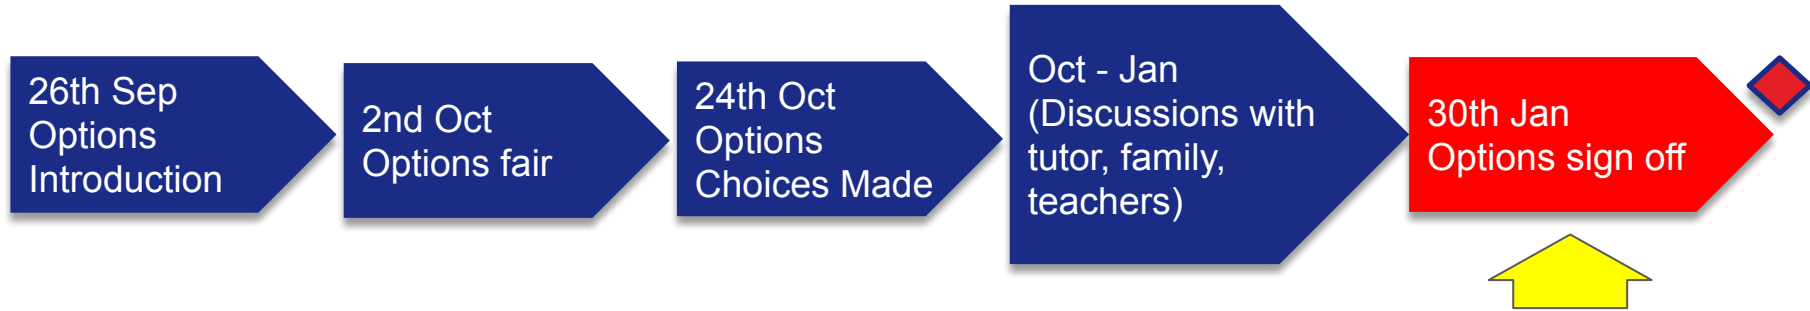 26th Sep
Options
Introduction
2nd Oct
Options fair
24th Oct
Options
Choices Made
Oct - Jan
(Discussions with
tutor, family,
teachers)
30th Jan
Options sign off